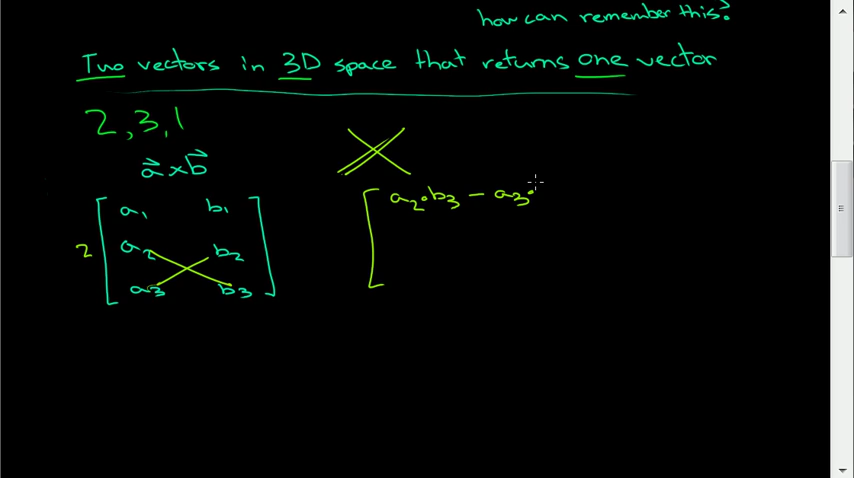 how can remember this?
Two vectors in 3D space that returns one vector
2,3,1
a⃗×b⃗
a1 b1
2 a2 b2
a3 b3
a2·b3 − a3·